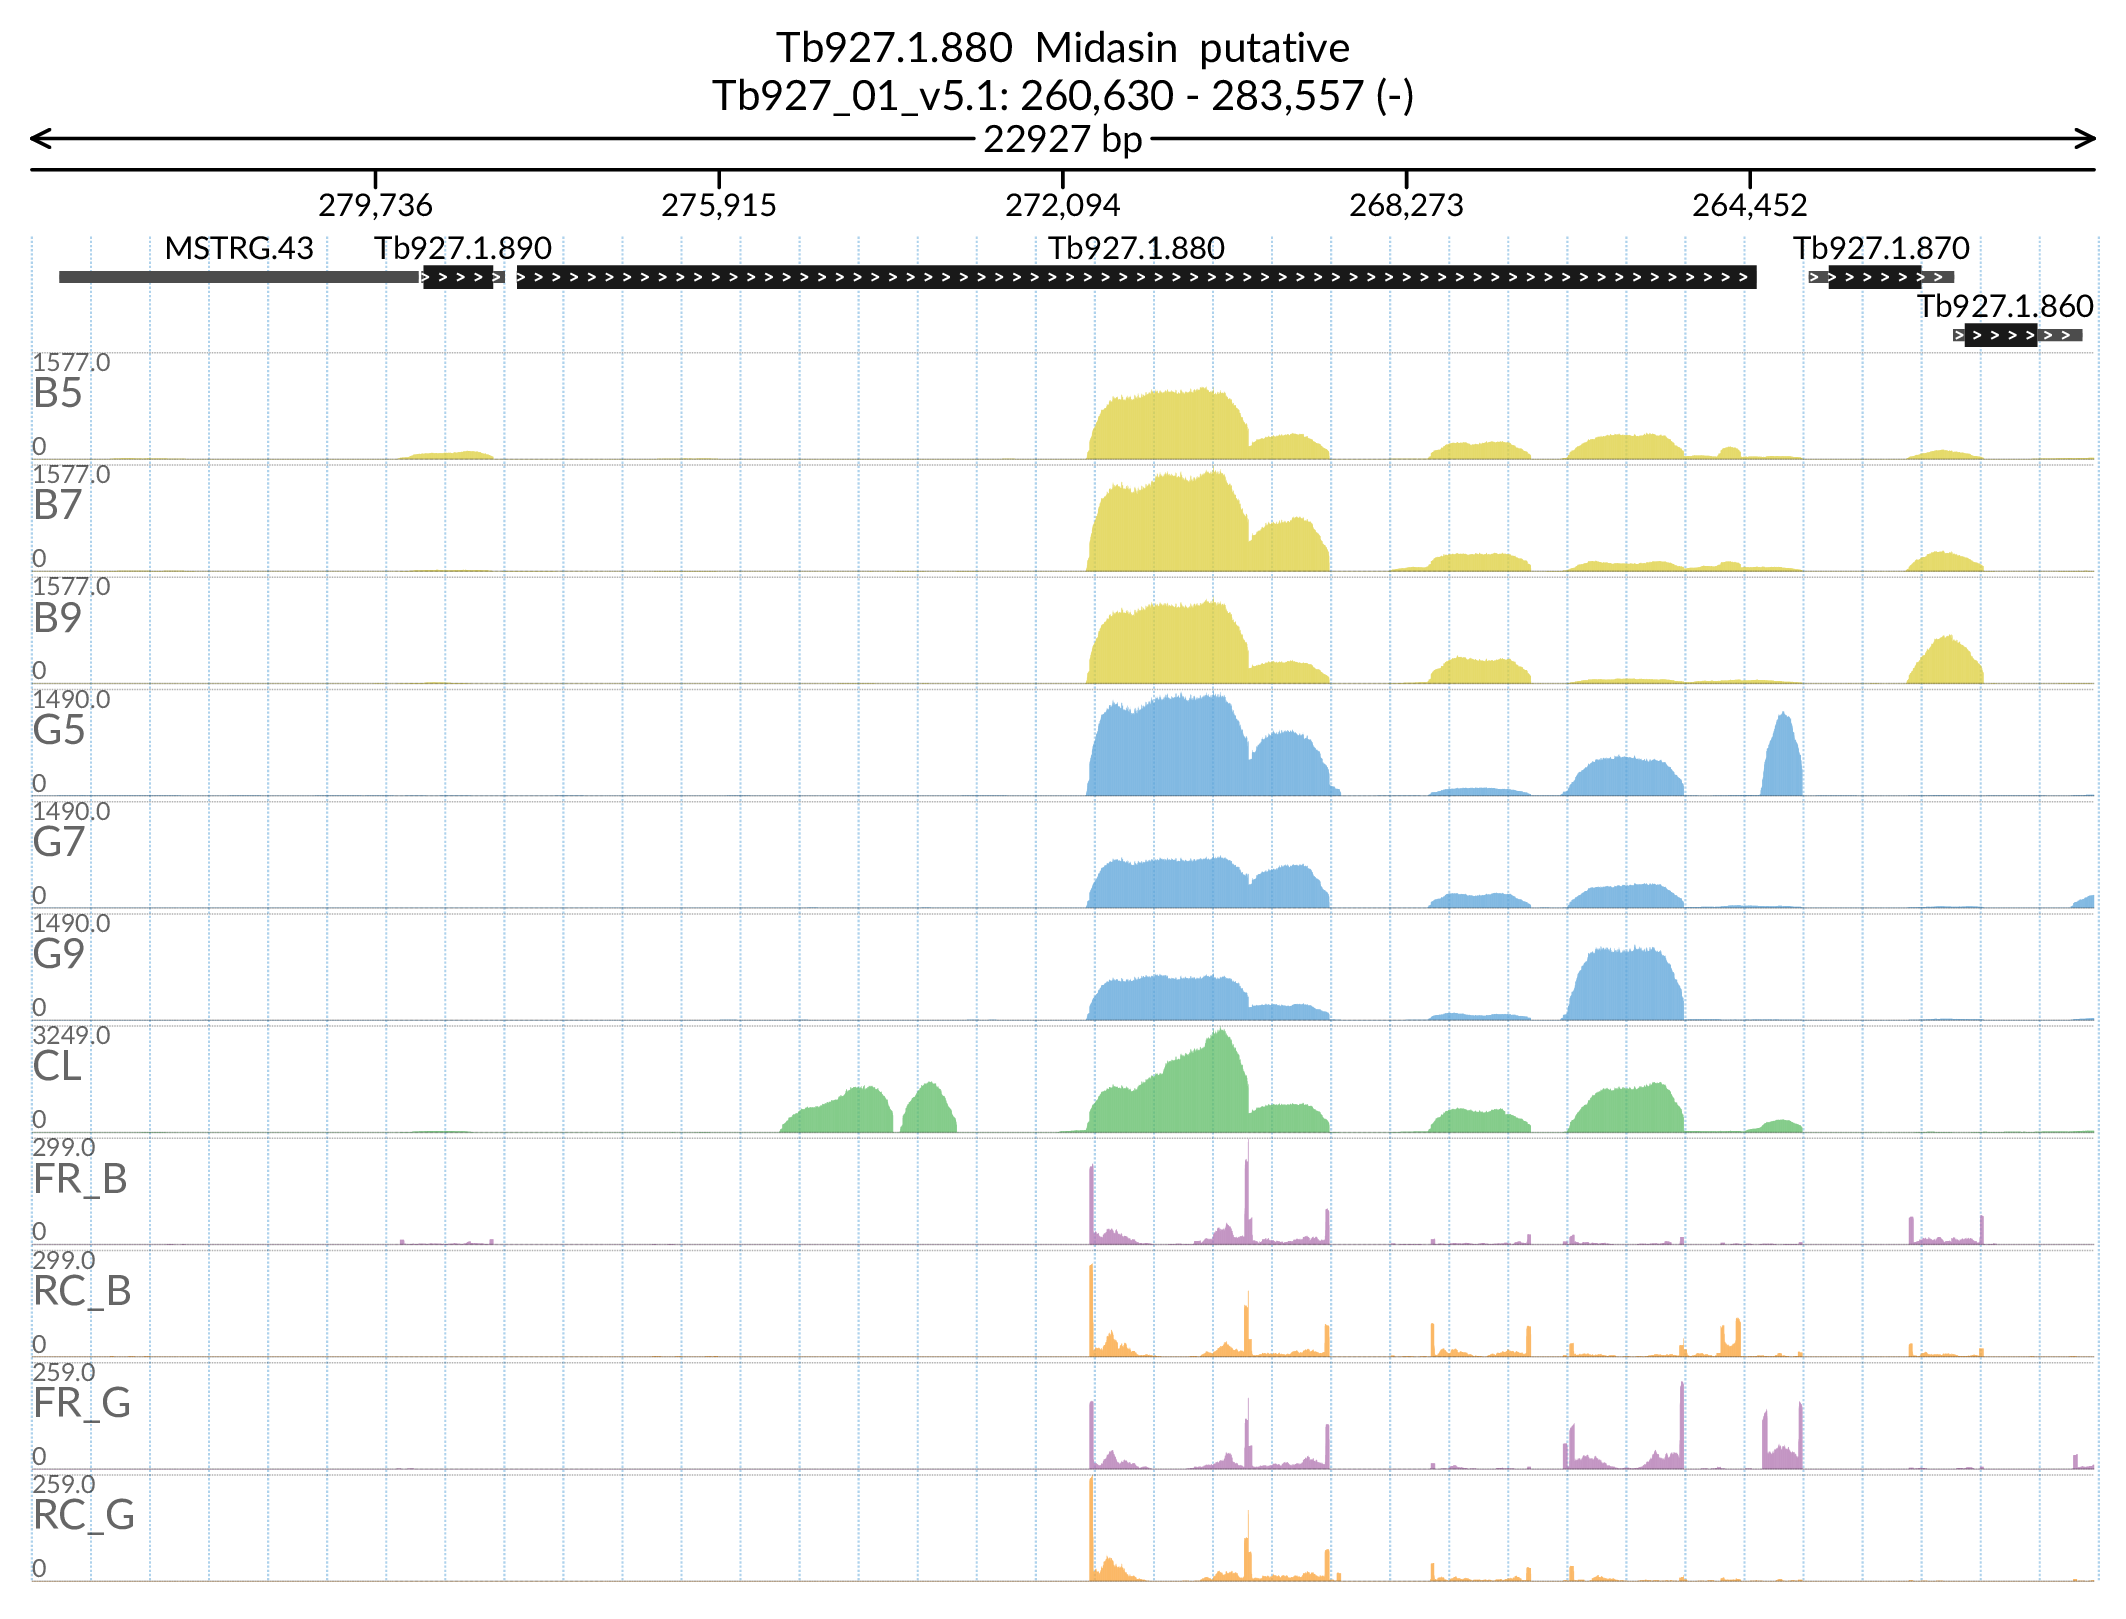 Tb927.1.880 Midasin putative
Tb927_01_v5.1: 260,630 - 283,557 (-)
22927 bp
279,736 275,915 272,094 268,273 264,452
MSTRG.43 Tb927.1.890 Tb927.1.880 Tb927.1.870
Tb927.1.860
1577.0
B5
0
1577.0
B7
0
1577.0
B9
0
1490.0
G5
0
1490.0
G7
0
1490.0
G9
0
3249.0
CL
0
299.0
FR_B
0
299.0
RC_B
0
259.0
FR_G
0
259.0
RC_G
0